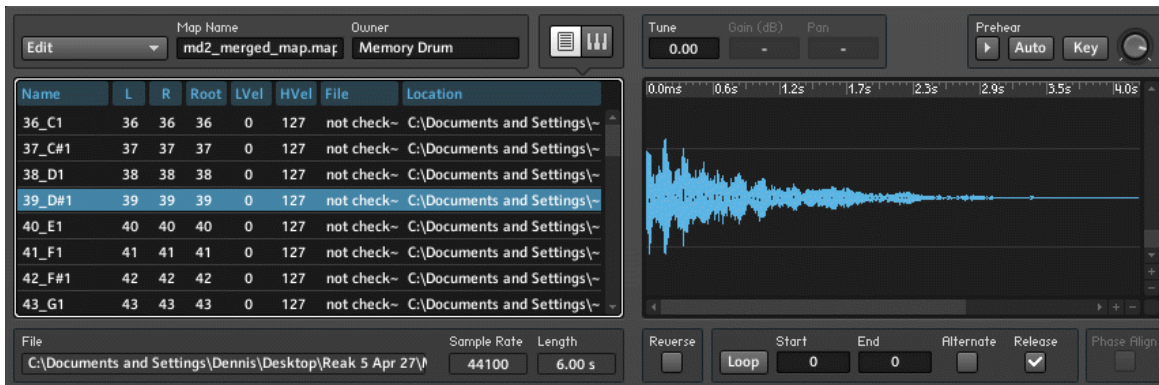 Map Name Owner
Edit md2_merged_map.map Memory Drum
Tune Gain (dB) Pan
0.00 - -
Prehear
Auto Key
Name L R Root LVel HVel File Location
36_C1 36 36 36 0 127 not check~ C:\Documents and Settings\~
37_C#1 37 37 37 0 127 not check~ C:\Documents and Settings\~
38_D1 38 38 38 0 127 not check~ C:\Documents and Settings\~
39_D#1 39 39 39 0 127 not check~ C:\Documents and Settings\~
40_E1 40 40 40 0 127 not check~ C:\Documents and Settings\~
41_F1 41 41 41 0 127 not check~ C:\Documents and Settings\~
42_F#1 42 42 42 0 127 not check~ C:\Documents and Settings\~
43_G1 43 43 43 0 127 not check~ C:\Documents and Settings\~
0.0ms 0.6s 1.2s 1.7s 2.3s 2.9s 3.5s 4.0s
File Sample Rate Length
C:\Documents and Settings\Dennis\Desktop\Reak 5 Apr 27\ 44100 6.00 s
Reverse Start End Alternate Release Phase Align
Loop 0 0